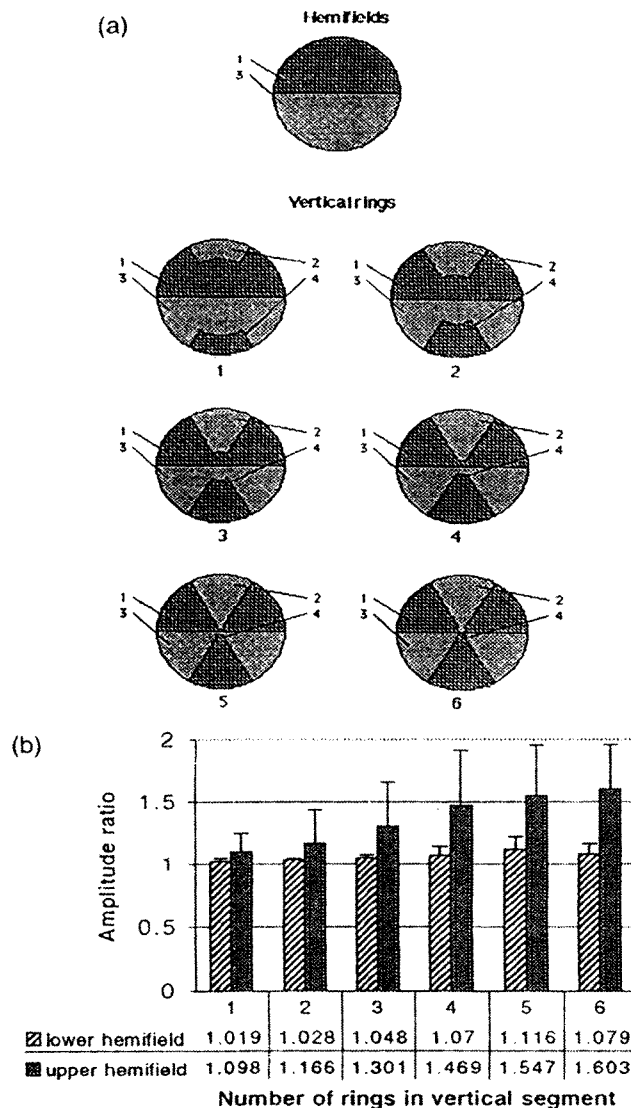 (a)
Hemifields
1
3
Vertical rings
1 2
3 4
1
1 2
3 4
2
1 2
3 4
3
1 2
3 4
4
1 2
3 4
5
1 2
3 4
6
(b)
Amplitude ratio
2
1.5
1
0.5
0
1 2 3 4 5 6
lower hemifield 1.019 1.028 1.048 1.07 1.116 1.079
upper hemifield 1.098 1.166 1.301 1.469 1.547 1.603
Number of rings in vertical segment